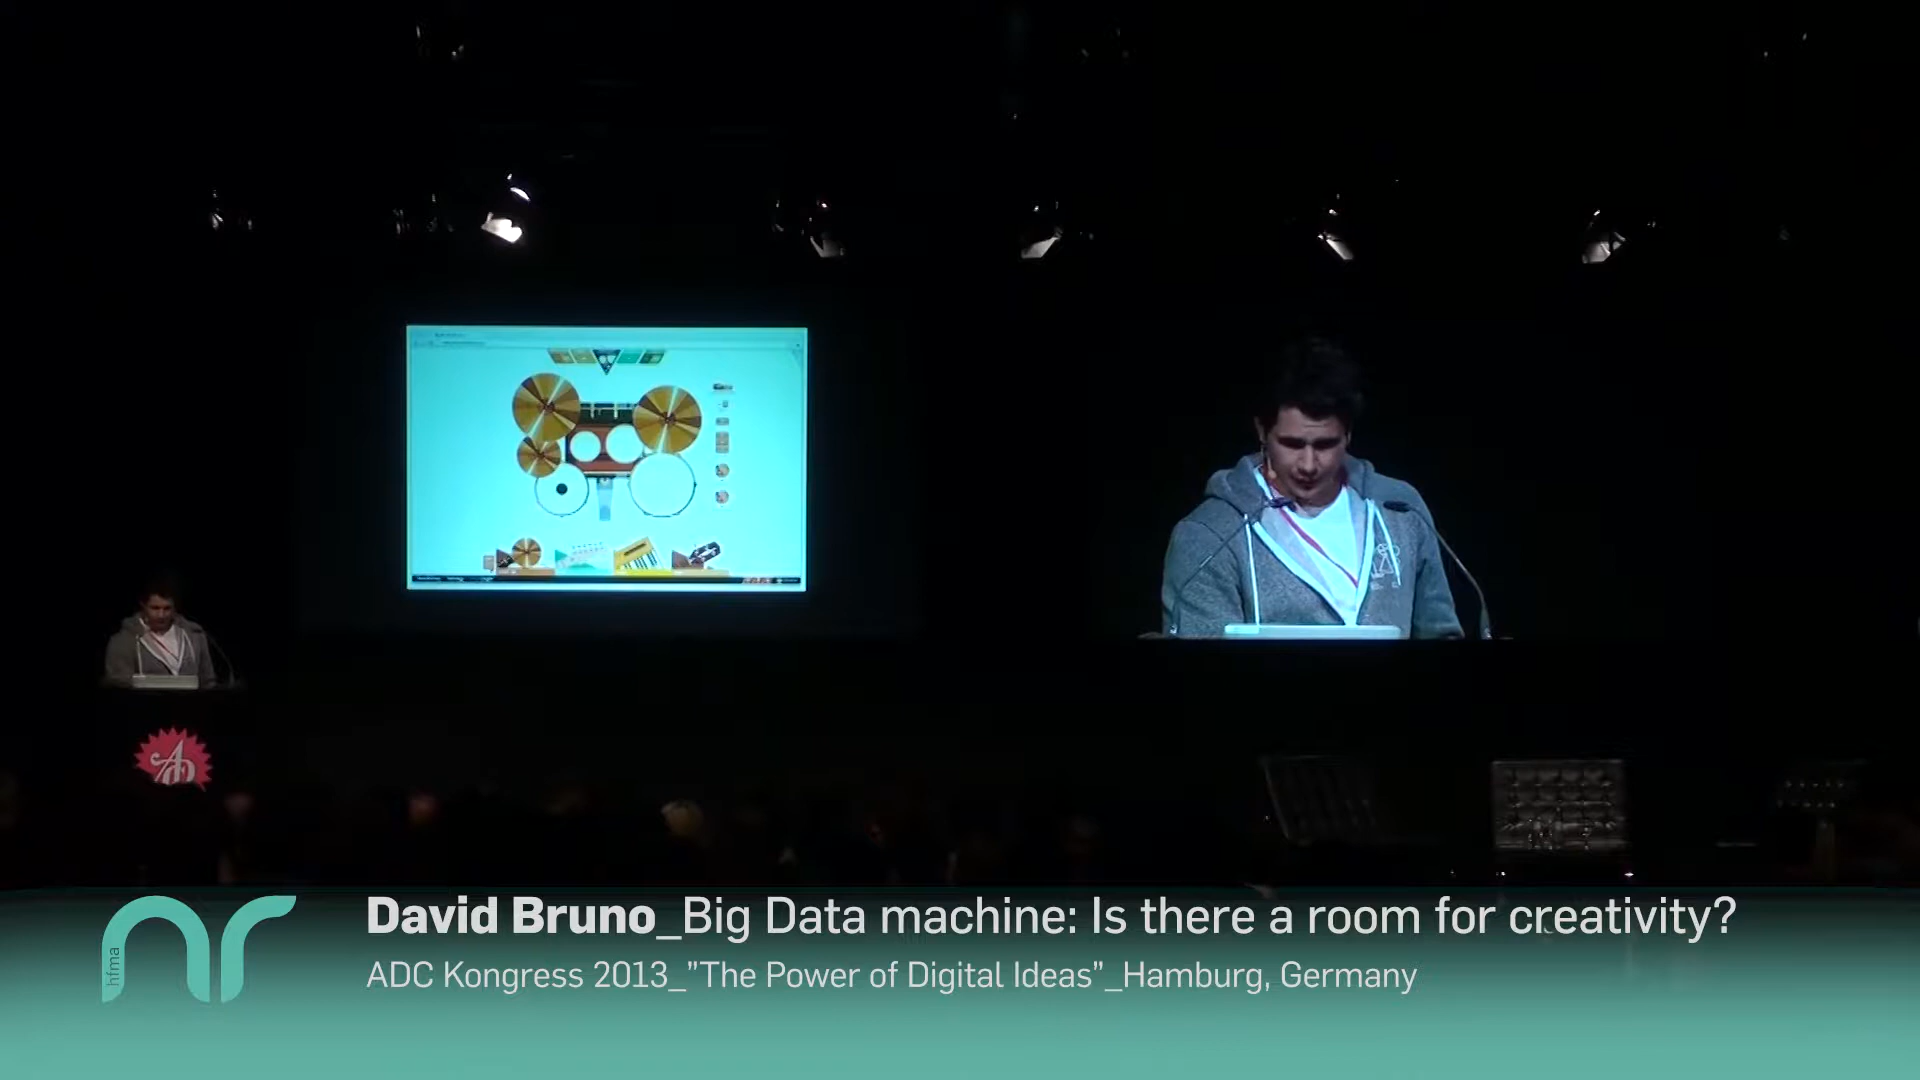 hfma
David Bruno_Big Data machine: Is there a room for creativity?
ADC Kongress 2013_"The Power of Digital Ideas"_Hamburg, Germany